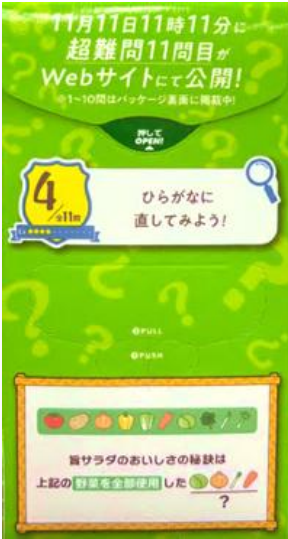 11月11日11時11分に
超難問11問目が
Webサイトにて公開!
※1~10問はパッケージ裏面に掲載中!
押して
OPEN!
4/全11問
ひらがなに
直してみよう!
①PULL
②PUSH
旨サラダのおいしさの秘訣は
上記の野菜を全部使用した
?